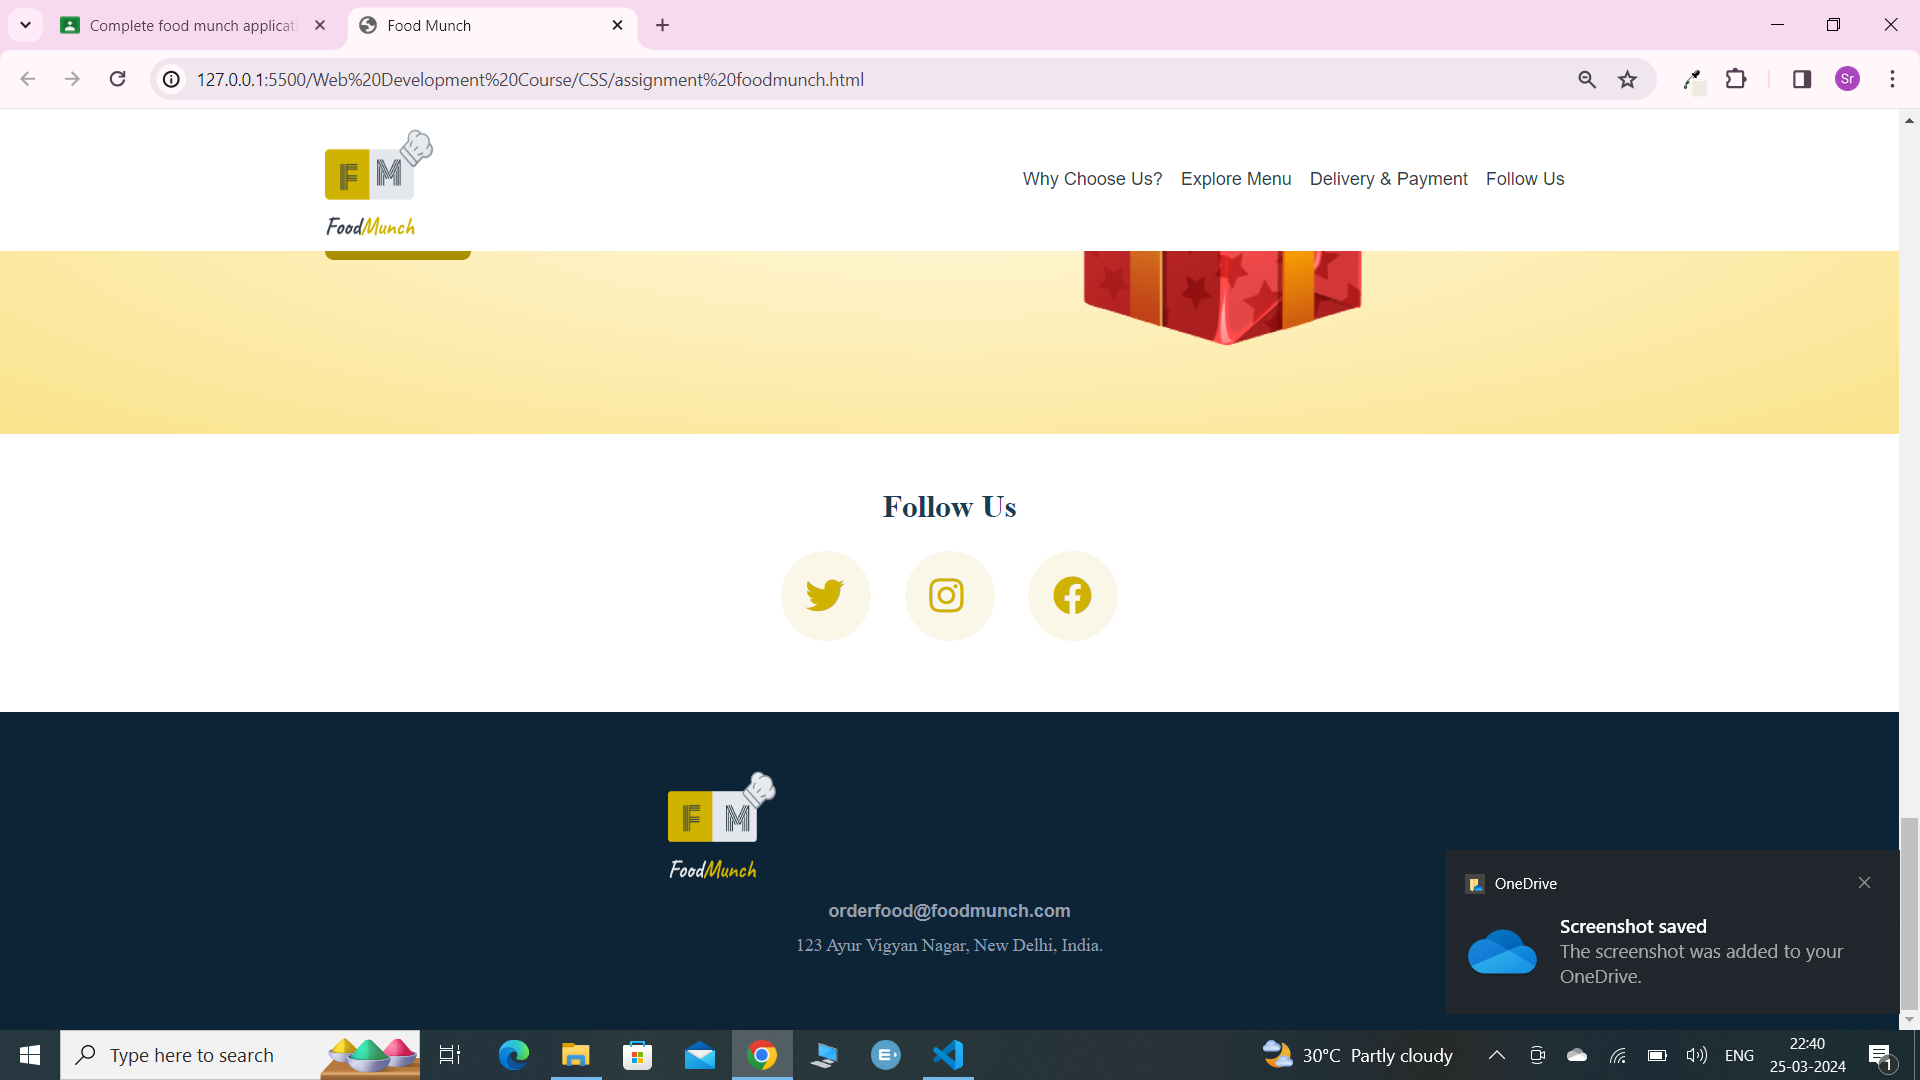 Complete food munch applicati
Food Munch
127.0.0.1:5500/Web%20Development%20Course/CSS/assignment%20foodmunch.html
Sr
F M
FoodMunch
Why Choose Us? Explore Menu Delivery & Payment Follow Us
Follow Us
F M
FoodMunch
orderfood@foodmunch.com
123 Ayur Vigyan Nagar, New Delhi, India.
OneDrive
Screenshot saved
The screenshot was added to your
OneDrive.
Type here to search
E
30°C Partly cloudy
ENG
22:40
25-03-2024
1